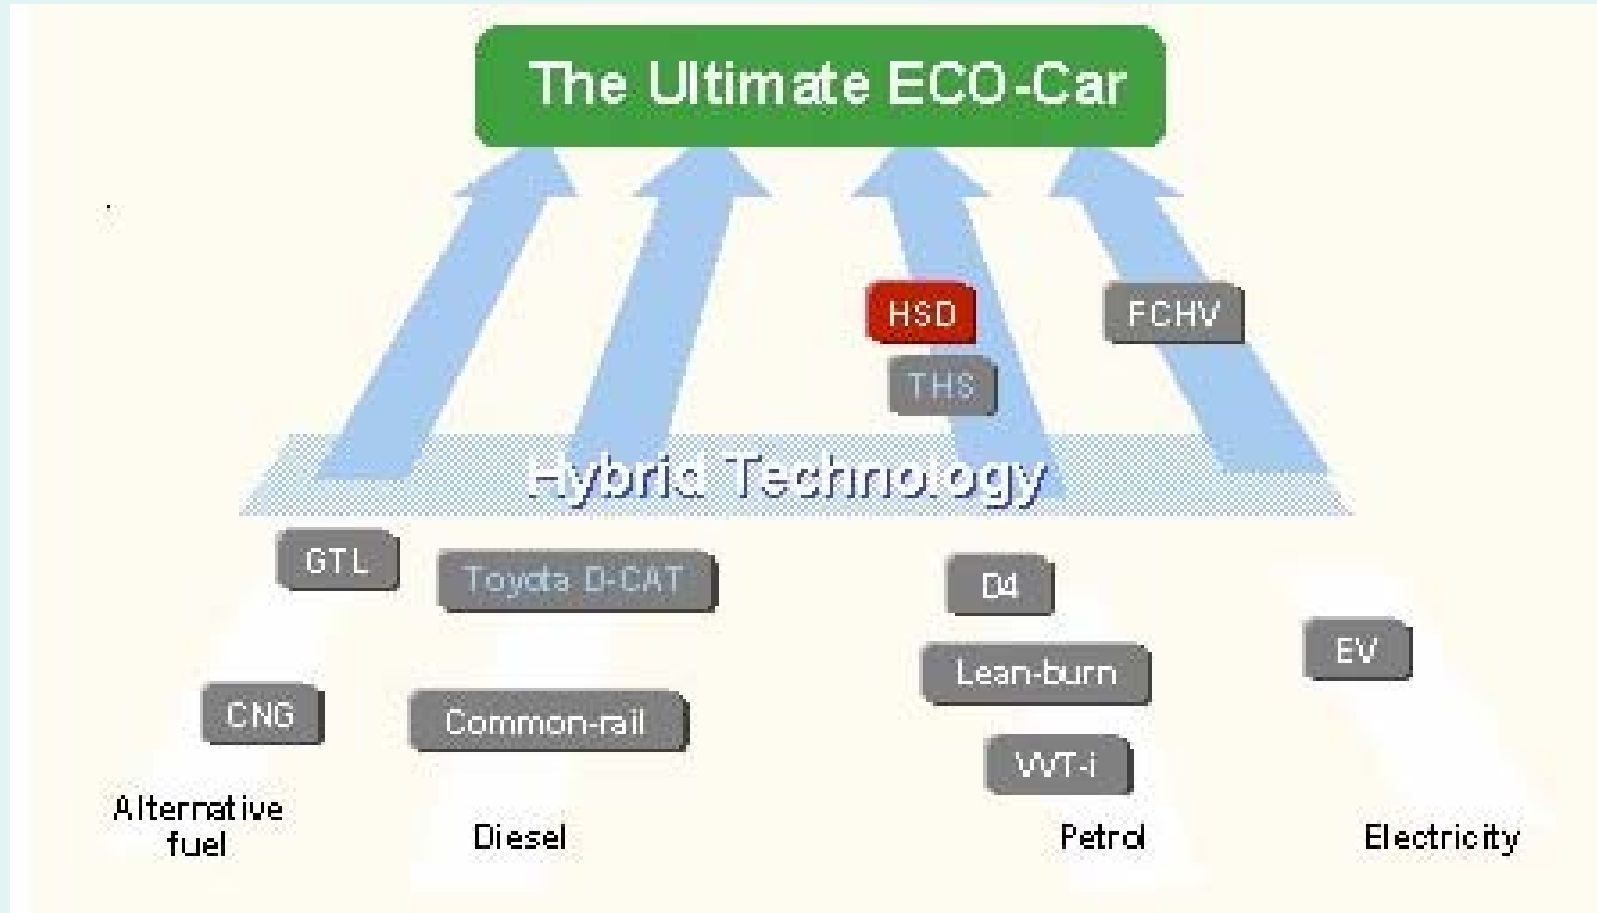 The Ultimate ECO-Car
HSD
FCHV
THS
Hybrid Technology
GTL
Toyota D-CAT
D4
Lean-burn
EV
CNG
Common-rail
VVT-i
Alternative
fuel
Diesel
Petrol
Electricity